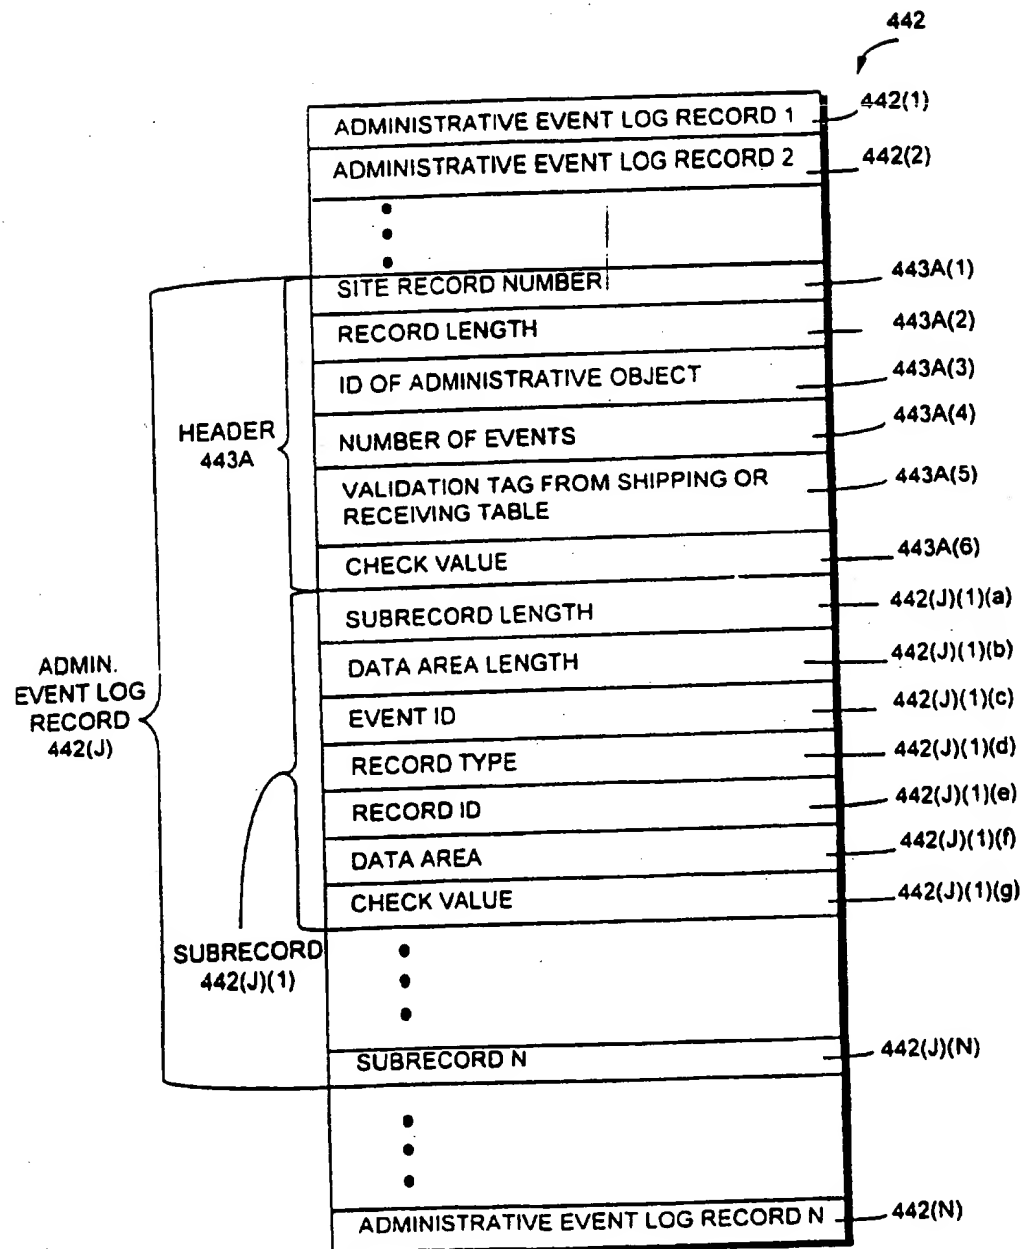 442
ADMINISTRATIVE EVENT LOG RECORD 1
442(1)
ADMINISTRATIVE EVENT LOG RECORD 2
442(2)
SITE RECORD NUMBER
443A(1)
RECORD LENGTH
443A(2)
ID OF ADMINISTRATIVE OBJECT
443A(3)
HEADER
443A
NUMBER OF EVENTS
443A(4)
VALIDATION TAG FROM SHIPPING OR
RECEIVING TABLE
443A(5)
CHECK VALUE
443A(6)
SUBRECORD LENGTH
442(J)(1)(a)
ADMIN.
EVENT LOG
RECORD
442(J)
DATA AREA LENGTH
442(J)(1)(b)
EVENT ID
442(J)(1)(c)
RECORD TYPE
442(J)(1)(d)
RECORD ID
442(J)(1)(e)
DATA AREA
442(J)(1)(f)
CHECK VALUE
442(J)(1)(g)
SUBRECORD
442(J)(1)
SUBRECORD N
442(J)(N)
ADMINISTRATIVE EVENT LOG RECORD N
442(N)